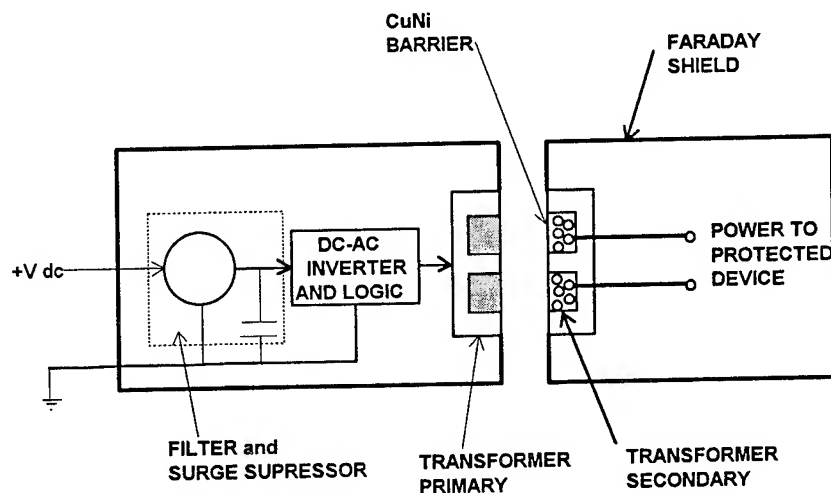 CuNi
BARRIER
FARADAY
SHIELD
DC-AC
INVERTER
AND LOGIC
+V dc
POWER TO
PROTECTED
DEVICE
FILTER and
SURGE SUPRESSOR
TRANSFORMER
PRIMARY
TRANSFORMER
SECONDARY